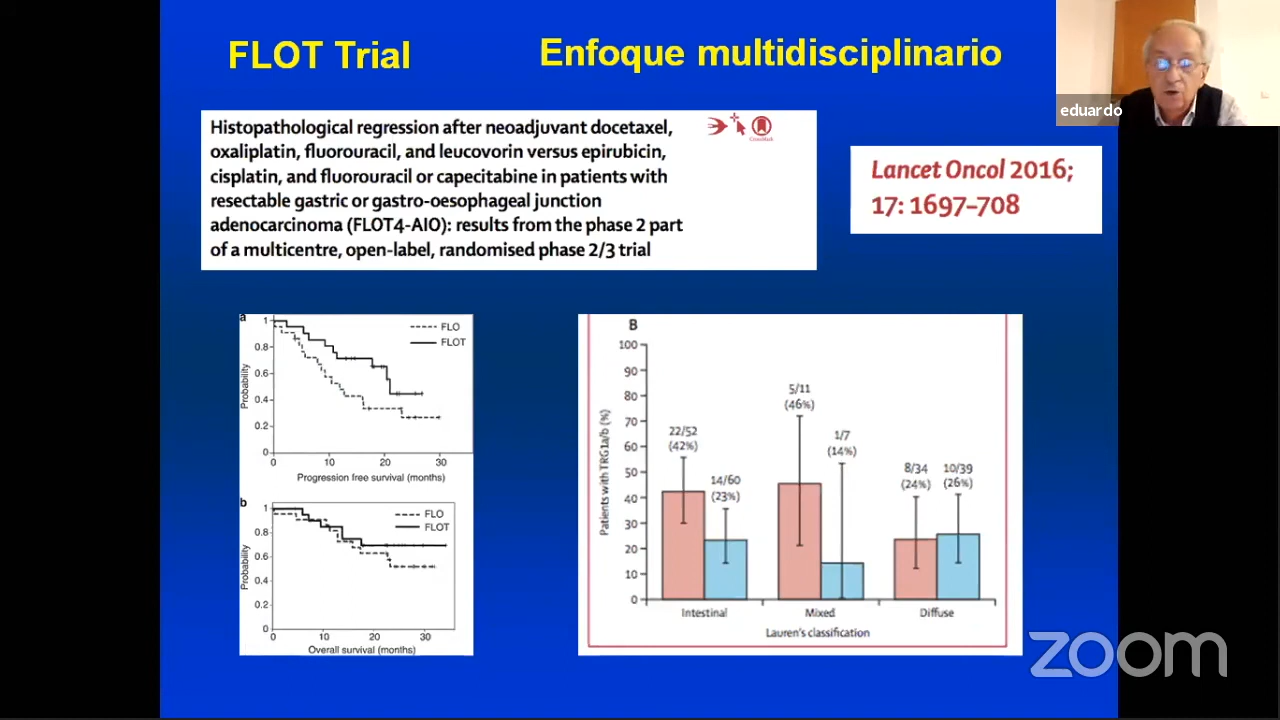 FLOT Trial
Enfoque multidisciplinario
eduardo
Histopathological regression after neoadjuvant docetaxel,
oxaliplatin, fluorouracil, and leucovorin versus epirubicin,
cisplatin, and fluorouracil or capecitabine in patients with
resectable gastric or gastro-oesophageal junction
adenocarcinoma (FLOT4-AIO): results from the phase 2 part
of a multicentre, open-label, randomised phase 2/3 trial
CrossMark
Lancet Oncol 2016;
17: 1697–708
a
1
0.8
0.6
0.4
0.2
0
Probability
FLO
FLOT
0
10
20
30
Progression free survival (months)
b
1
0.8
0.6
0.4
0.2
0
Probability
FLO
FLOT
0
10
20
30
Overall survival (months)
B
100
90
80
70
60
50
40
30
20
10
0
Patients with TRG1a/b (%)
22/52
(42%)
14/60
(23%)
5/11
(46%)
1/7
(14%)
8/34
(24%)
10/39
(26%)
Intestinal
Mixed
Diffuse
Lauren's classification
zoom